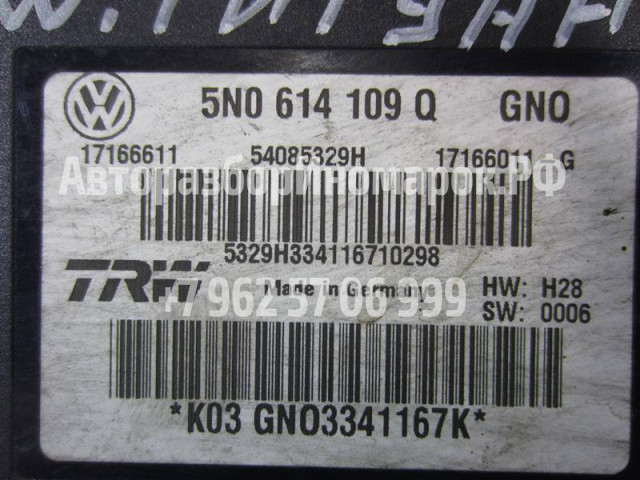 5N0 614 109 Q GNO
17166611 54085329H 17166011 G
Авторазборйномарок.РФ
5329H334116710298
TRW Made in Germany HW: H28
+7 962 57 06 999
SW: 0006
*K03 GNO3341167K*